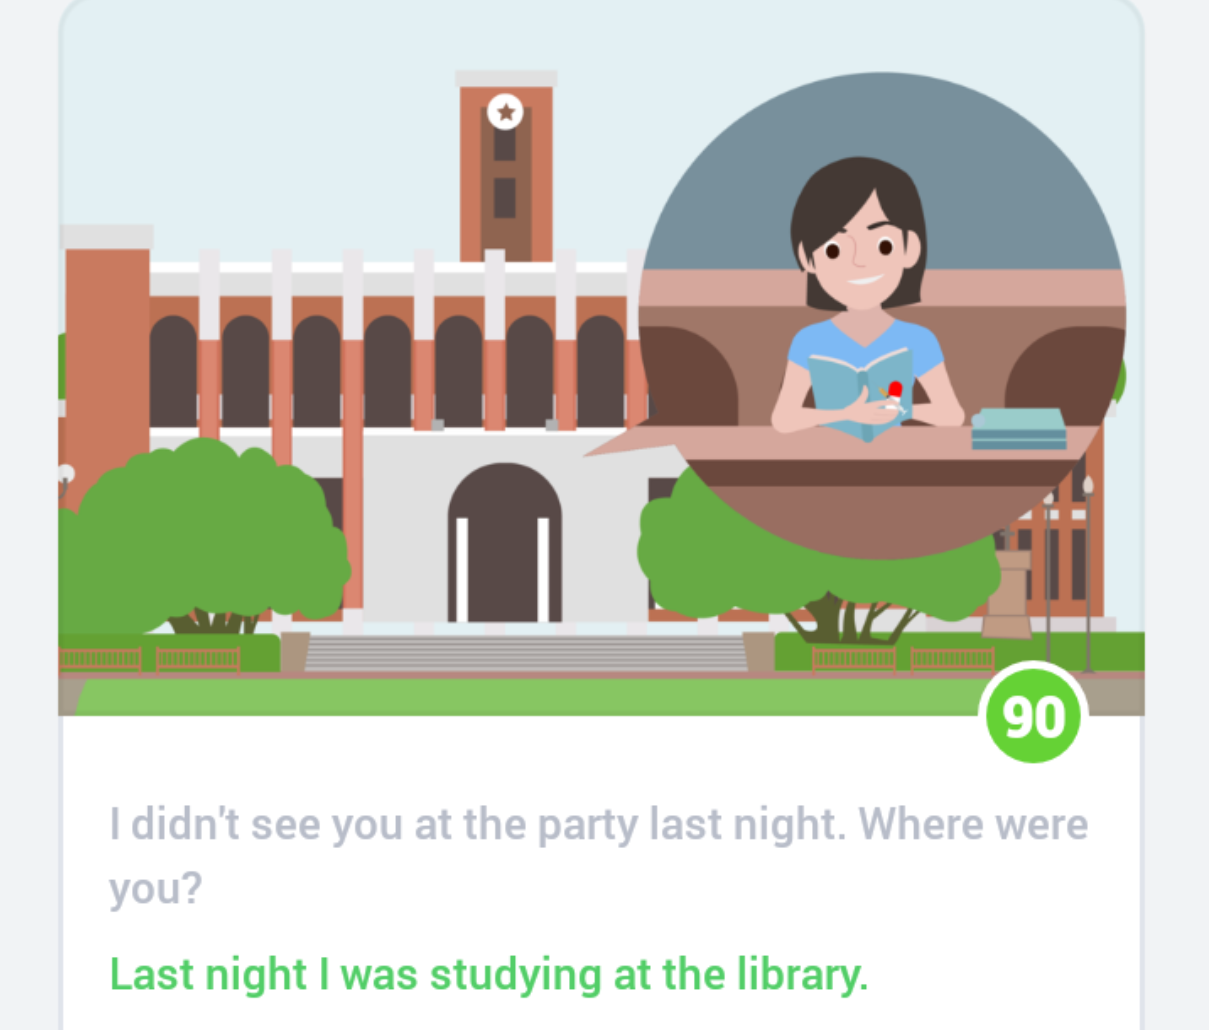 90
I didn't see you at the party last night. Where were
you?
Last night I was studying at the library.